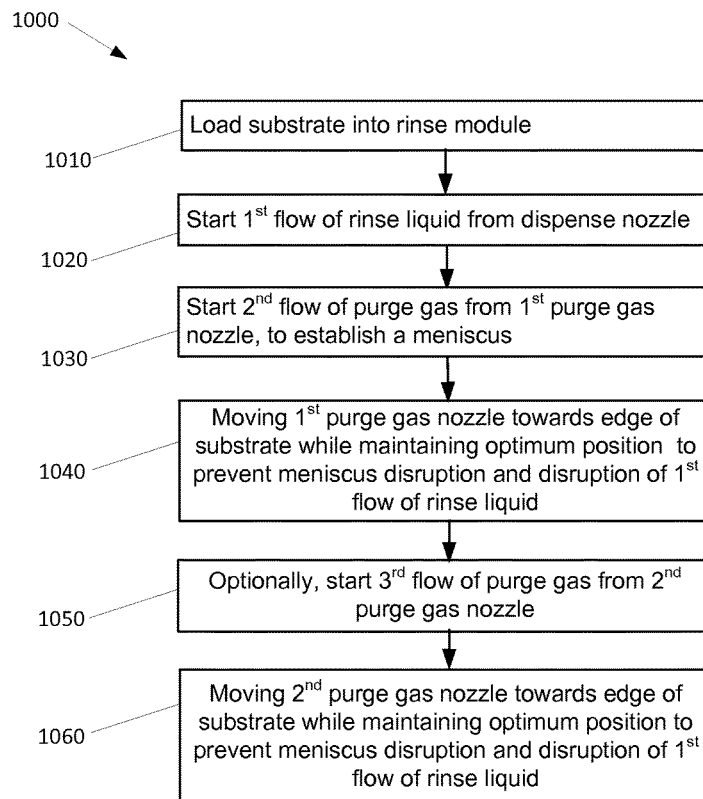 1000
Load substrate into rinse module
1010
Start 1st flow of rinse liquid from dispense nozzle
1020
Start 2nd flow of purge gas from 1st purge gas
nozzle, to establish a meniscus
1030
Moving 1st purge gas nozzle towards edge of
substrate while maintaining optimum position to
prevent meniscus disruption and disruption of 1st
flow of rinse liquid
1040
Optionally, start 3rd flow of purge gas from 2nd
purge gas nozzle
1050
Moving 2nd purge gas nozzle towards edge of
substrate while maintaining optimum position to
prevent meniscus disruption and disruption of 1st
flow of rinse liquid
1060